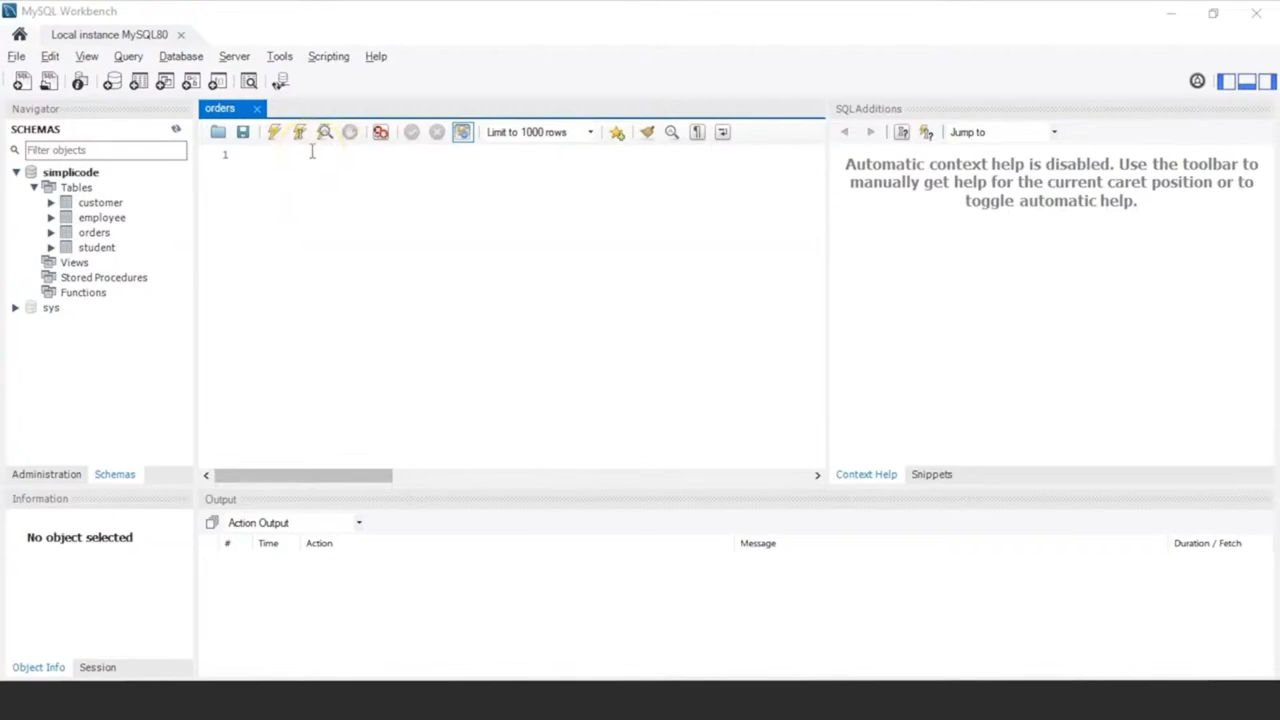 MySQL Workbench
Local instance MySQL80
File Edit View Query Database Server Tools Scripting Help
Navigator
SCHEMAS
Filter objects
simplicode
Tables
customer
employee
orders
student
Views
Stored Procedures
Functions
sys
Administration Schemas
Information
No object selected
Object Info Session
orders
Limit to 1000 rows
1
SQLAdditions
Jump to
Automatic context help is disabled. Use the toolbar to
manually get help for the current caret position or to
toggle automatic help.
Context Help Snippets
Output
Action Output
# Time Action Message Duration / Fetch